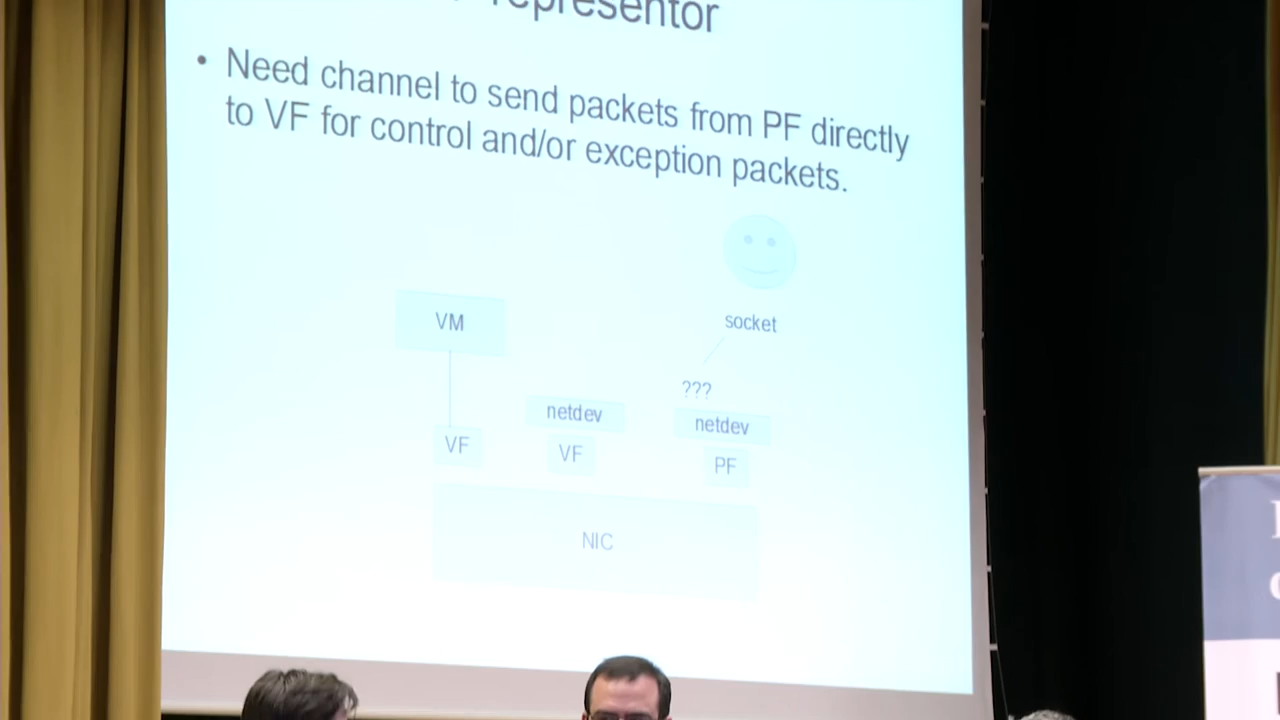 representor
• Need channel to send packets from PF directly
to VF for control and/or exception packets.
VM
socket
???
netdev
netdev
VF
VF
PF
NIC